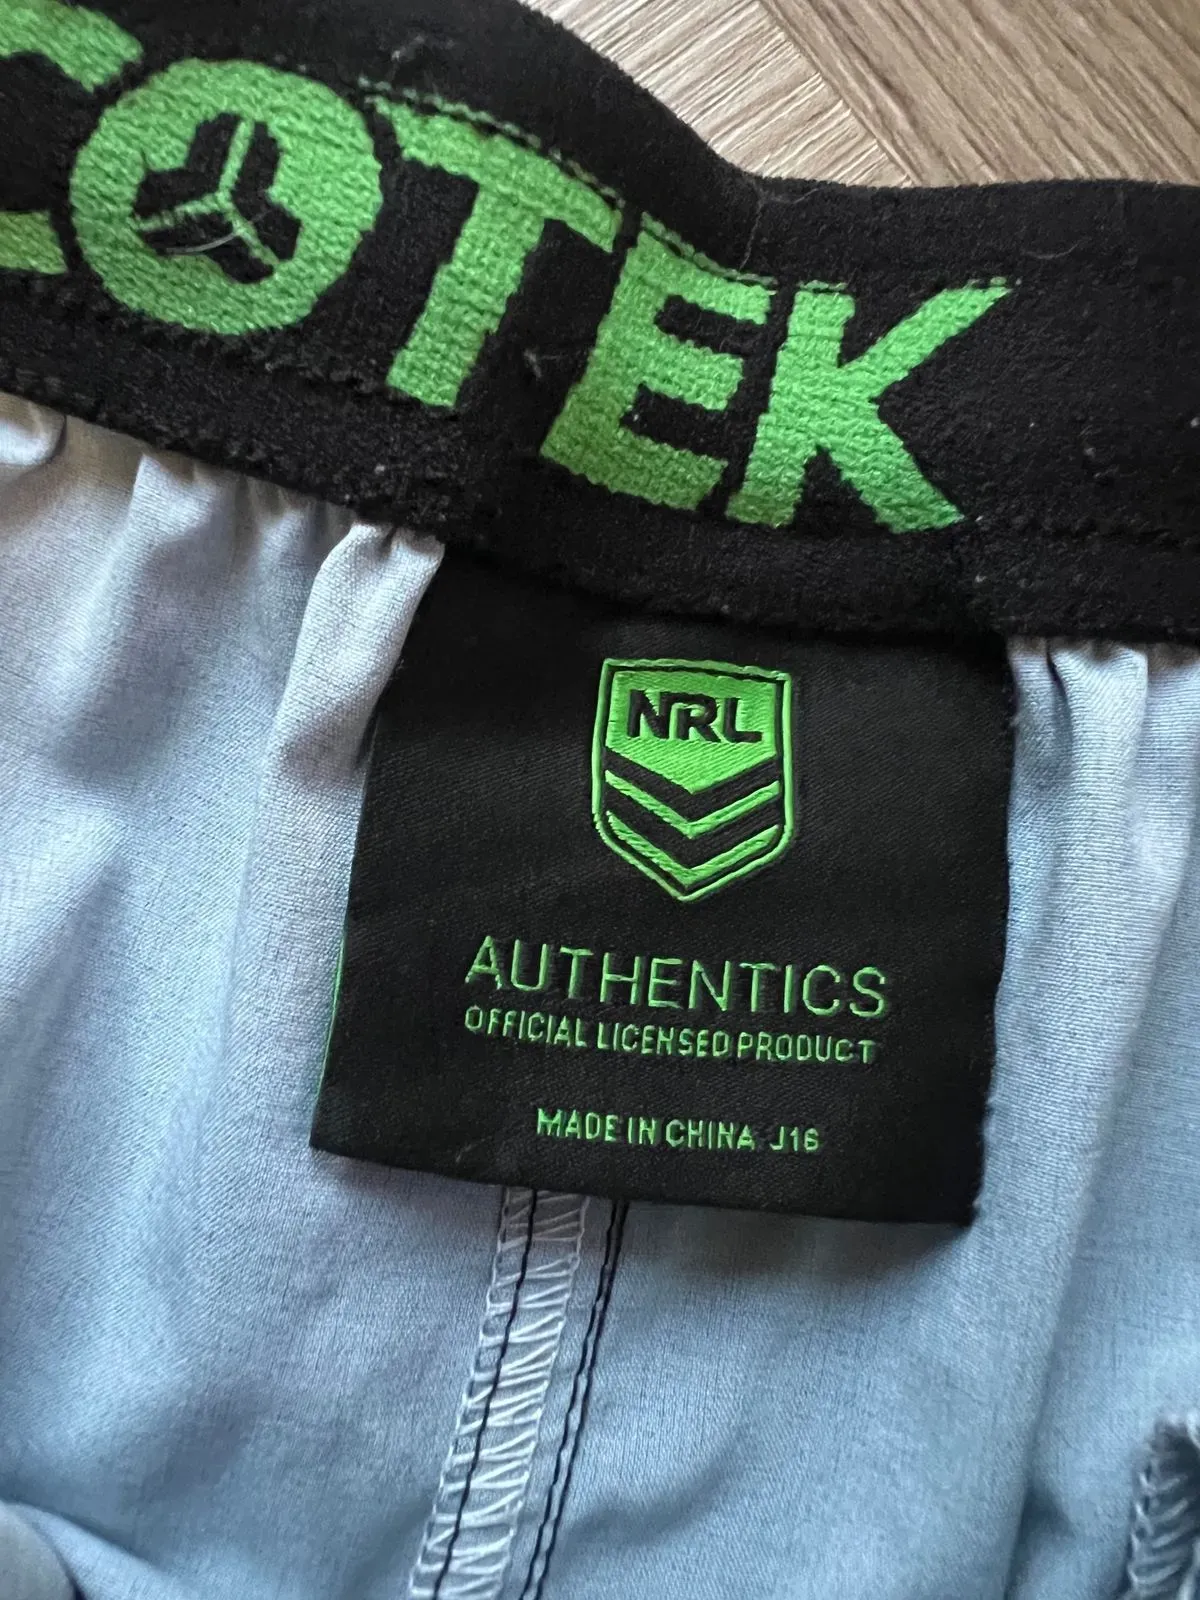 COTEK
NRL
AUTHENTICS
OFFICIAL LICENSED PRODUCT
MADE IN CHINA J16